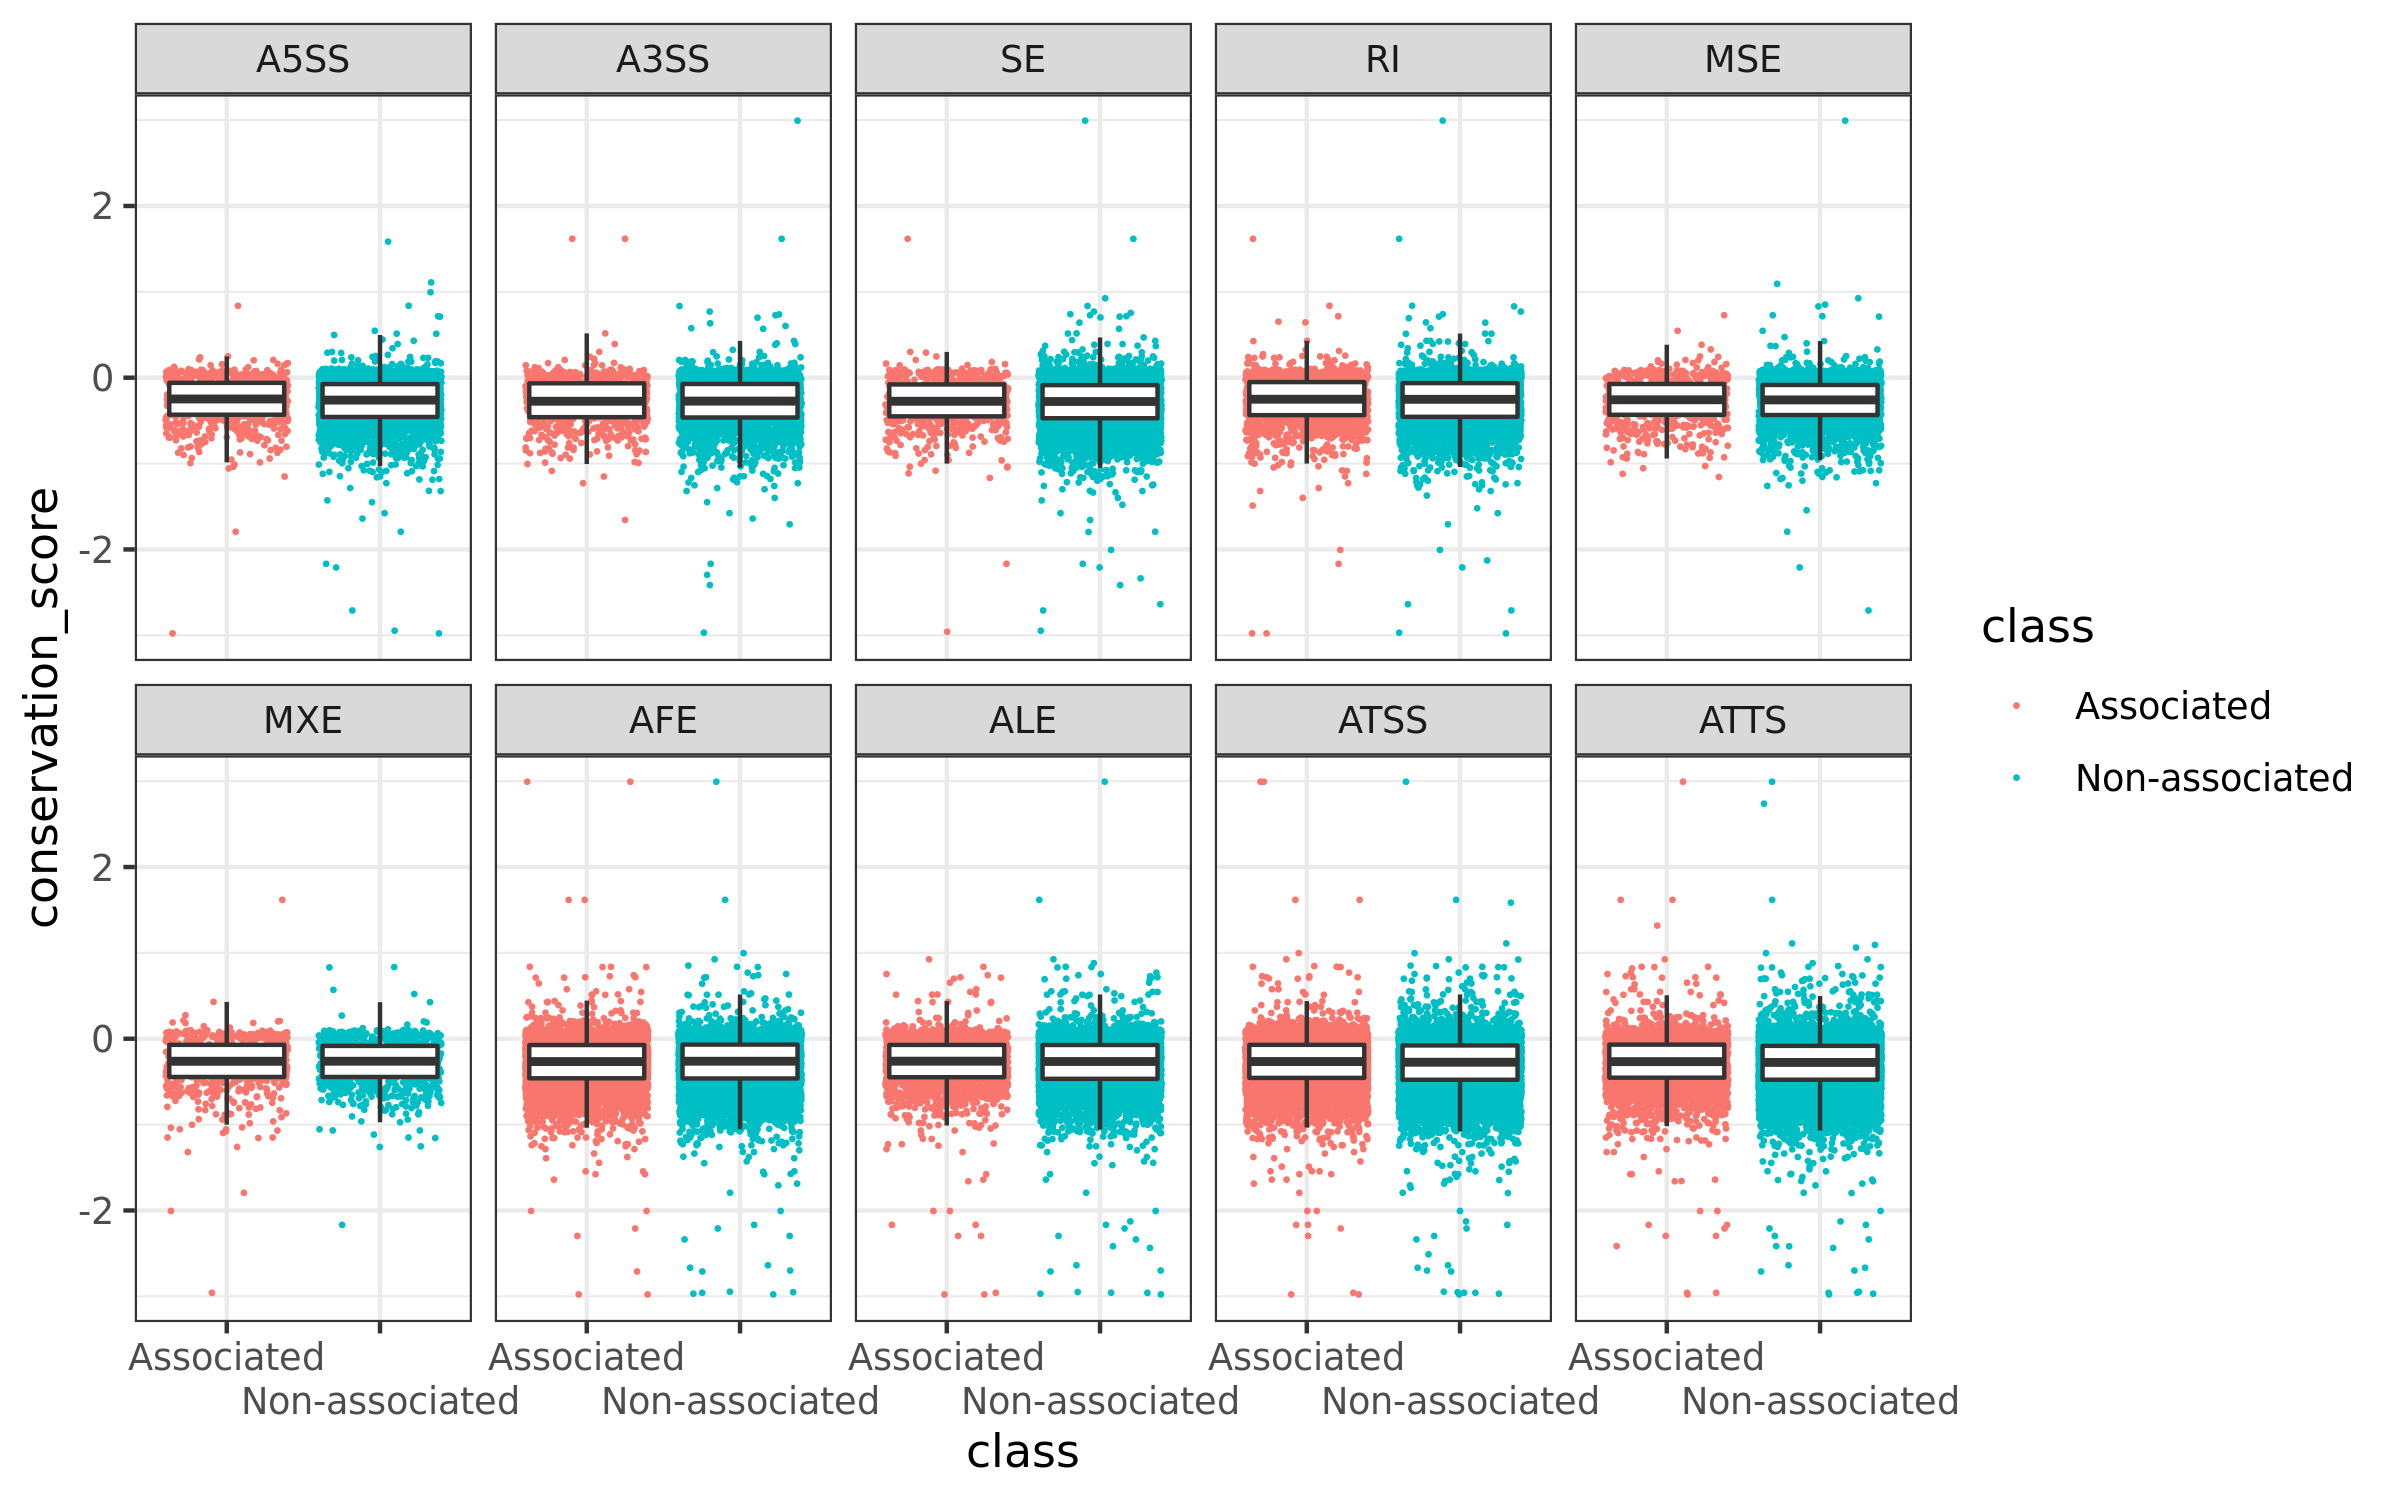 A5SS A3SS SE RI MSE
2
0
-2
conservation_score
MXE AFE ALE ATSS ATTS
2
0
-2
Associated Associated Associated Associated Associated
Non-associated Non-associated Non-associated Non-associated Non-associated
class
class
Associated
Non-associated